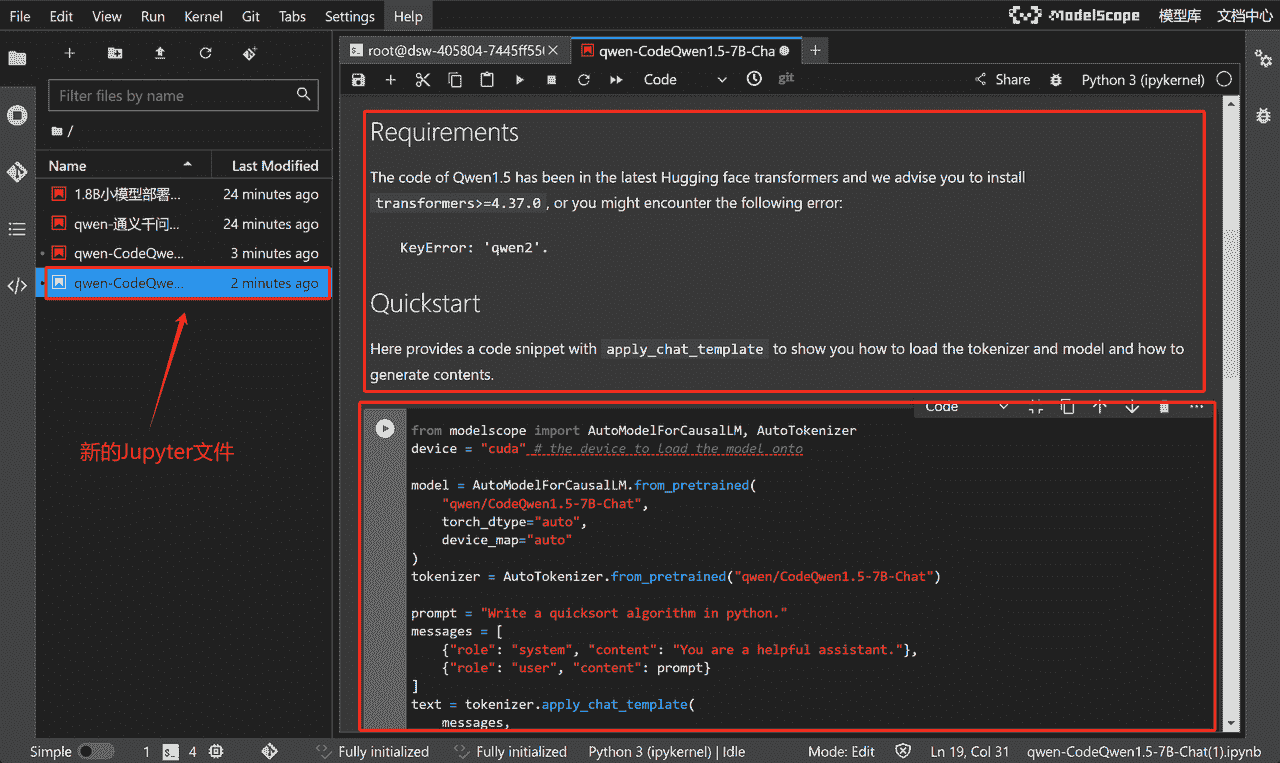 File Edit View Run Kernel Git Tabs Settings Help
ModelScope 模型库 文档中心
root@dsw-405804-7445ff550
qwen-CodeQwen1.5-7B-Cha
Filter files by name
Code
git
Share
Python 3 (ipykernel)
/
Name Last Modified
1.8B小模型部署... 24 minutes ago
qwen-通义千问... 24 minutes ago
qwen-CodeQwe... 3 minutes ago
qwen-CodeQwe... 2 minutes ago
新的Jupyter文件
Requirements
The code of Qwen1.5 has been in the latest Hugging face transformers and we advise you to install
transformers>=4.37.0 , or you might encounter the following error:
KeyError: 'qwen2'.
Quickstart
Here provides a code snippet with apply_chat_template to show you how to load the tokenizer and model and how to
generate contents.
Code
from modelscope import AutoModelForCausalLM, AutoTokenizer
device = "cuda" # the device to load the model onto
model = AutoModelForCausalLM.from_pretrained(
"qwen/CodeQwen1.5-7B-Chat",
torch_dtype="auto",
device_map="auto"
)
tokenizer = AutoTokenizer.from_pretrained("qwen/CodeQwen1.5-7B-Chat")
prompt = "Write a quicksort algorithm in python."
messages = [
{"role": "system", "content": "You are a helpful assistant."},
{"role": "user", "content": prompt}
]
text = tokenizer.apply_chat_template(
messages,
Simple 1 4 Fully initialized Fully initialized Python 3 (ipykernel) | Idle Mode: Edit Ln 19, Col 31 qwen-CodeQwen1.5-7B-Chat(1).ipynb